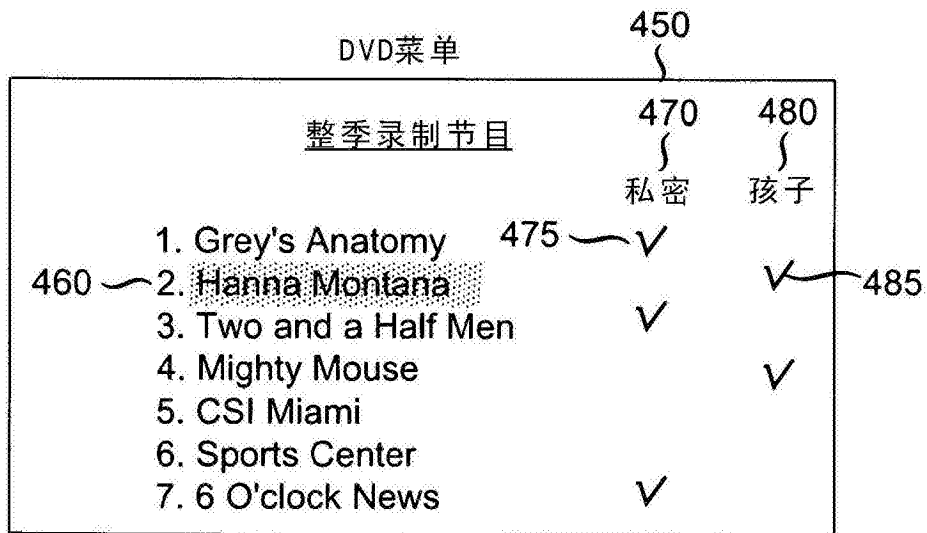 450
DVD菜单
470 480
整季录制节目
私密 孩子
1. Grey's Anatomy 475 √
460 2. Hanna Montana √ 485
3. Two and a Half Men √
4. Mighty Mouse √
5. CSI Miami
6. Sports Center
7. 6 O'clock News √